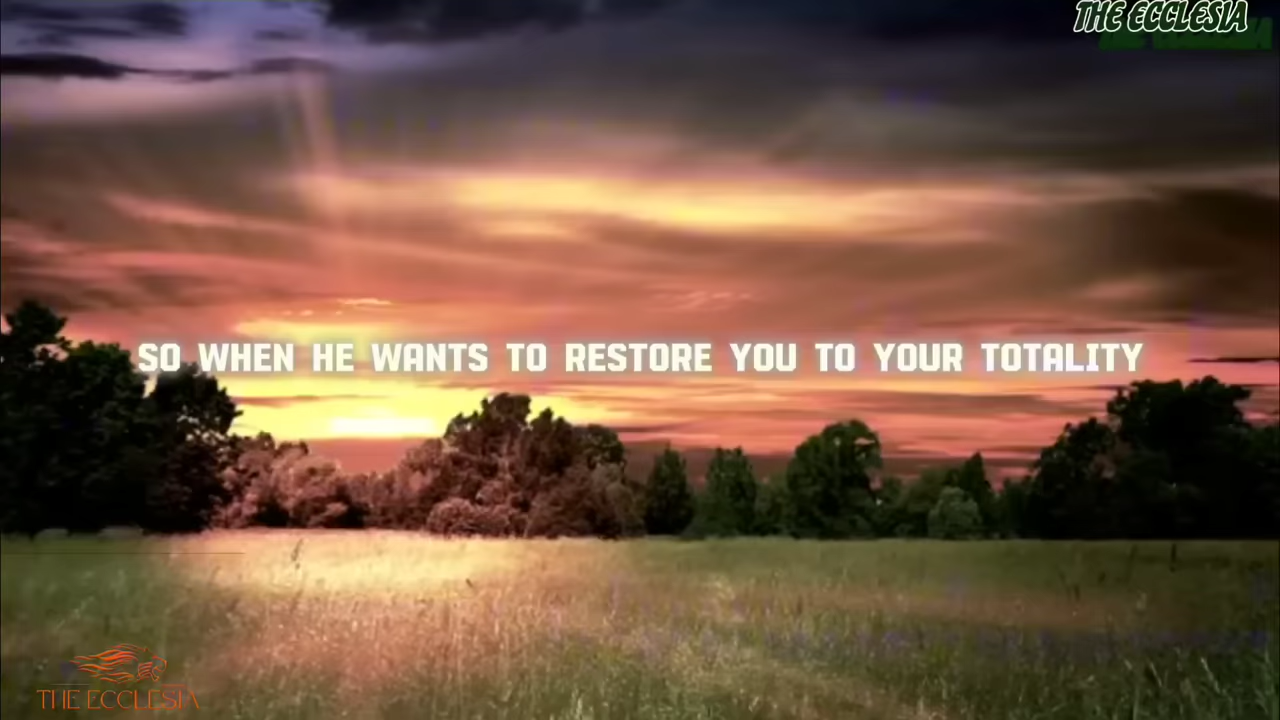 THE ECCLESIA
SO WHEN HE WANTS TO RESTORE YOU TO YOUR TOTALITY
THE ECCLESIA